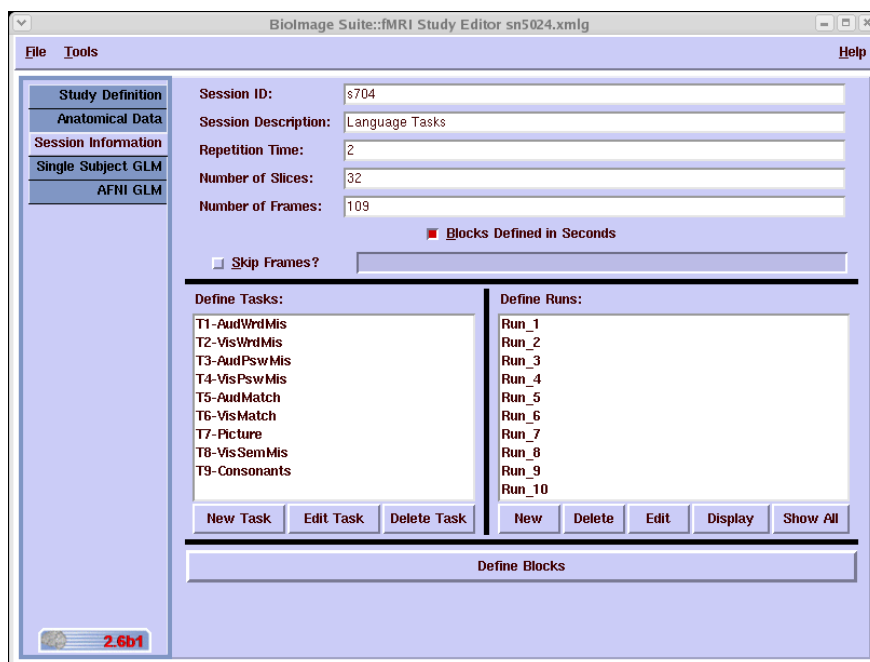 BioImage Suite::fMRI Study Editor sn5024.xmlg
File Tools Help
Study Definition
Anatomical Data
Session Information
Single Subject GLM
AFNI GLM
2.6b1
Session ID: s704
Session Description: Language Tasks
Repetition Time: 2
Number of Slices: 32
Number of Frames: 109
Blocks Defined in Seconds
Skip Frames?
Define Tasks:
T1-AudWrdMis
T2-VisWrdMis
T3-AudPswMis
T4-VisPswMis
T5-AudMatch
T6-VisMatch
T7-Picture
T8-VisSemMis
T9-Consonants
New Task Edit Task Delete Task
Define Runs:
Run_1
Run_2
Run_3
Run_4
Run_5
Run_6
Run_7
Run_8
Run_9
Run_10
New Delete Edit Display Show All
Define Blocks